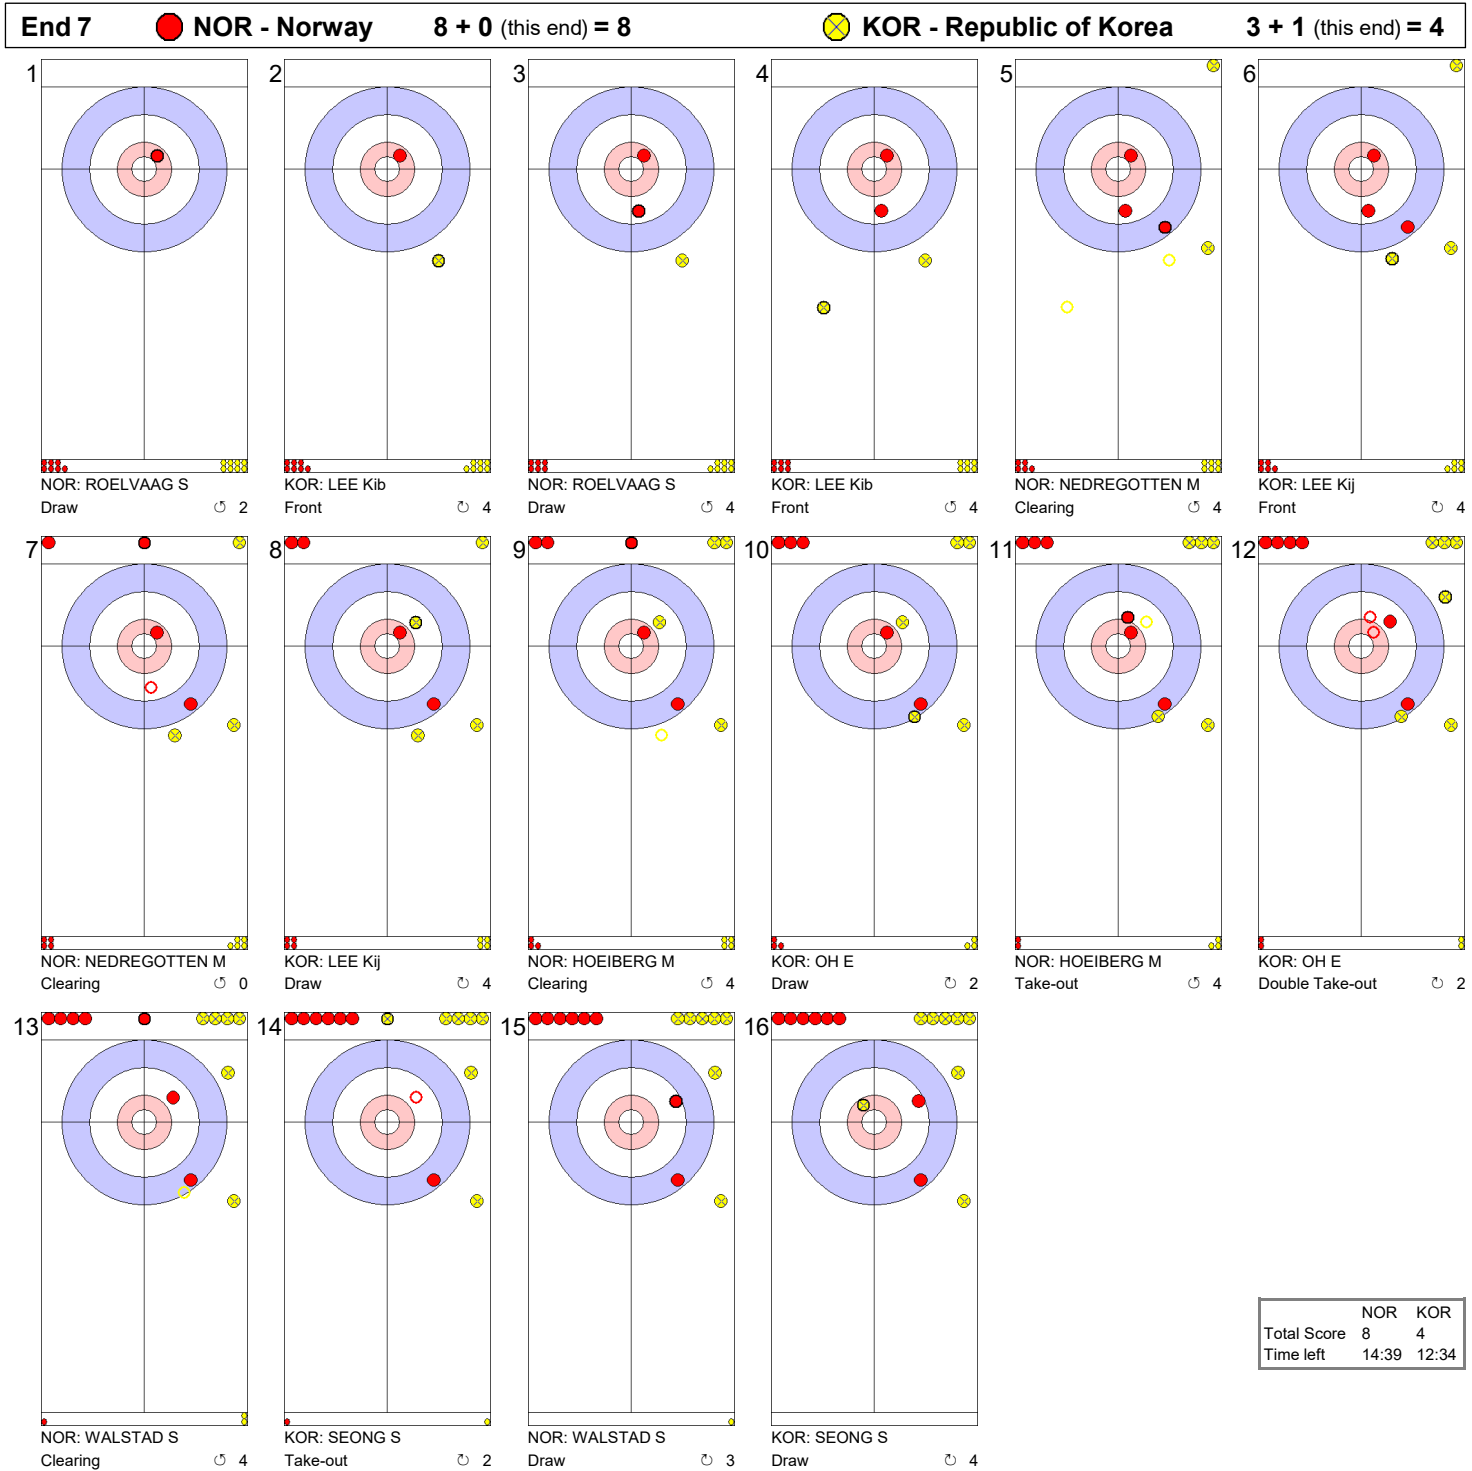 End 7 NOR - Norway 8 + 0 (this end) = 8 KOR - Republic of Korea 3 + 1 (this end) = 4
1 2 3 4 5 6
NOR: ROELVAAG S KOR: LEE Kib NOR: ROELVAAG S KOR: LEE Kib NOR: NEDREGOTTEN M KOR: LEE Kij
Draw ↺ 2 Front ↻ 4 Draw ↺ 4 Front ↻ 4 Clearing ↺ 4 Front ↻ 4
7 8 9 10 11 12
NOR: NEDREGOTTEN M KOR: LEE Kij NOR: HOEIBERG M KOR: OH E NOR: HOEIBERG M KOR: OH E
Clearing ↺ 0 Draw ↻ 4 Clearing ↺ 4 Draw ↻ 2 Take-out ↺ 4 Double Take-out ↻ 2
13 14 15 16
NOR KOR
Total Score 8 4
Time left 14:39 12:34
NOR: WALSTAD S KOR: SEONG S NOR: WALSTAD S KOR: SEONG S
Clearing ↺ 4 Take-out ↻ 2 Draw ↻ 3 Draw ↺ 4